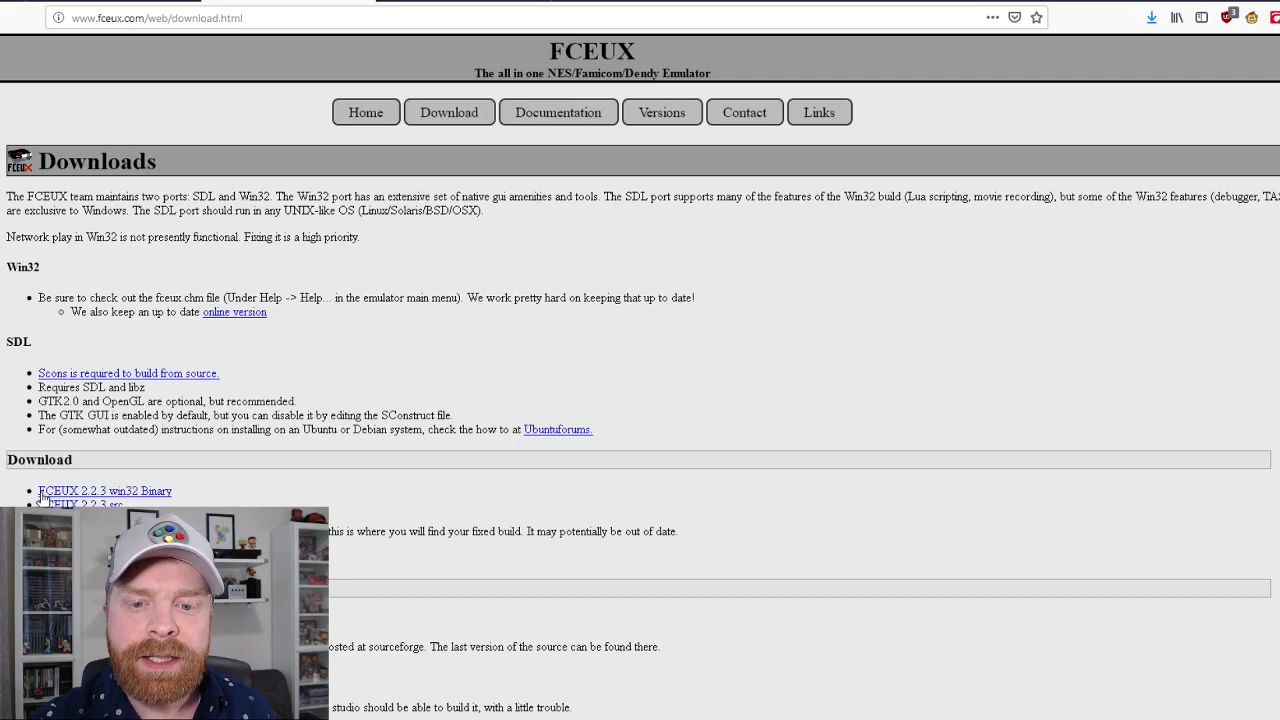 www.fceux.com/web/download.html
3
FCEUX
The all in one NES/Famicom/Dendy Emulator
Home Download Documentation Versions Contact Links
FCEUX Downloads
The FCEUX team maintains two ports: SDL and Win32. The Win32 port has an extensive set of native gui amenities and tools. The SDL port supports many of the features of the Win32 build (Lua scripting, movie recording), but some of the Win32 features (debugger, TAS
are exclusive to Windows. The SDL port should run in any UNIX-like OS (Linux/Solaris/BSD/OSX).
Network play in Win32 is not presently functional. Fixing it is a high priority.
Win32
Be sure to check out the fceux.chm file (Under Help -> Help... in the emulator main menu). We work pretty hard on keeping that up to date!
We also keep an up to date online version
SDL
Scons is required to build from source.
Requires SDL and libz
GTK2.0 and OpenGL are optional, but recommended.
The GTK GUI is enabled by default, but you can disable it by editing the SConstruct file.
For (somewhat outdated) instructions on installing on an Ubuntu or Debian system, check the how to at Ubuntuforums.
Download
FCEUX 2.2.3 win32 Binary
FCEUX 2.2.3 src
this is where you will find your fixed build. It may potentially be out of date.
osted at sourceforge. The last version of the source can be found there.
studio should be able to build it, with a little trouble.